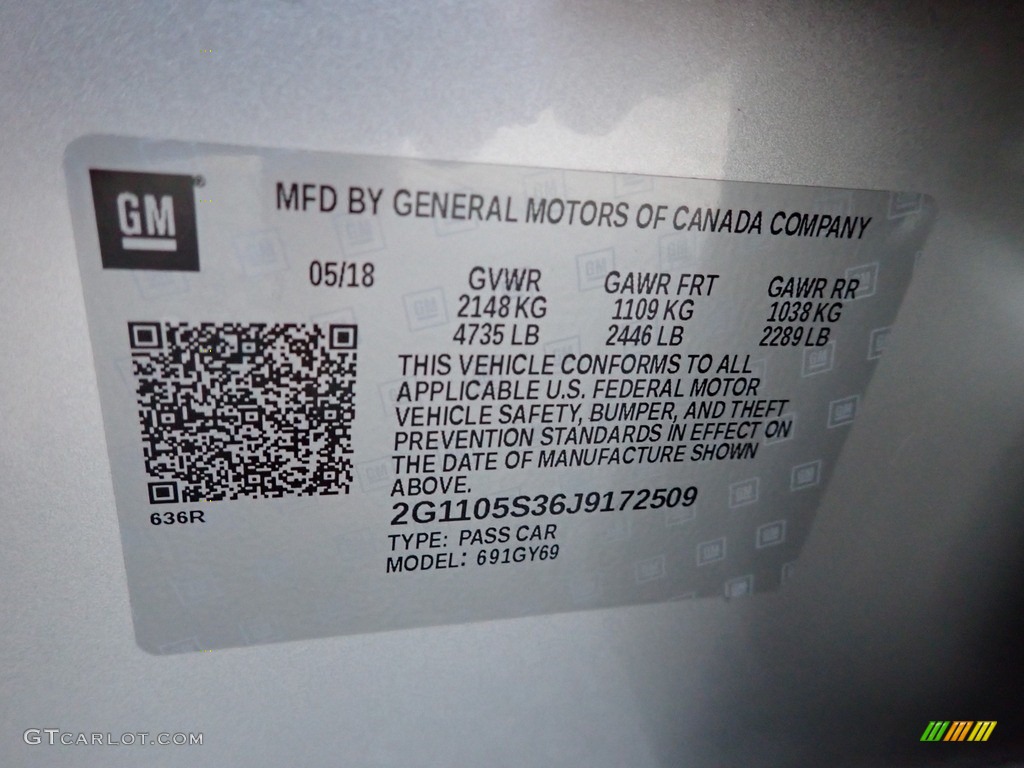 GM®
MFD BY GENERAL MOTORS OF CANADA COMPANY
05/18
GVWR GAWR FRT GAWR RR
2148 KG 1109 KG 1038 KG
4735 LB 2446 LB 2289 LB
THIS VEHICLE CONFORMS TO ALL
APPLICABLE U.S. FEDERAL MOTOR
VEHICLE SAFETY, BUMPER, AND THEFT
PREVENTION STANDARDS IN EFFECT ON
THE DATE OF MANUFACTURE SHOWN
ABOVE.
636R
2G1105S36J9172509
TYPE: PASS CAR
MODEL: 691GY69
GTCARLOT.COM